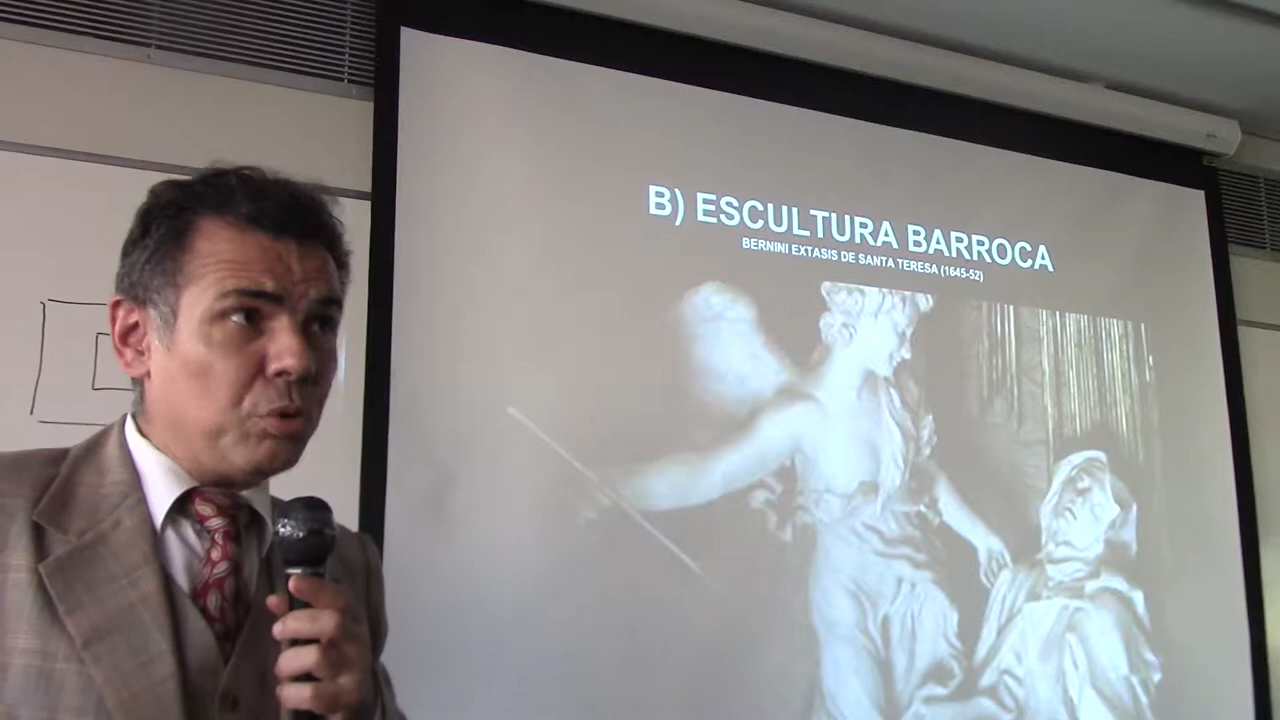 B) ESCULTURA BARROCA
BERNINI EXTASIS DE SANTA TERESA (1645-52)